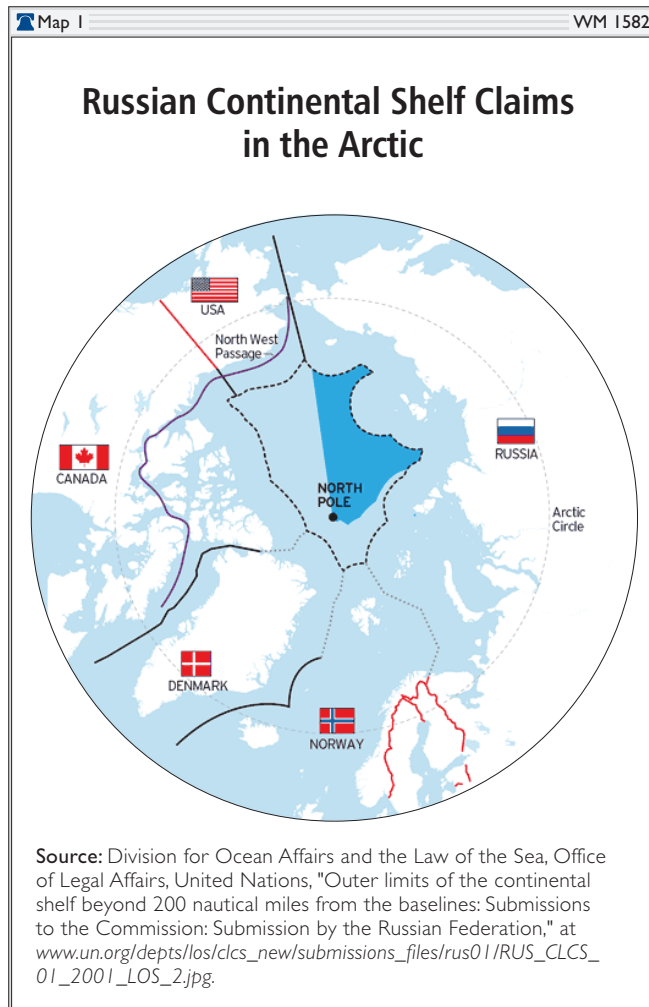 Map 1
WM 1582
Russian Continental Shelf Claims
in the Arctic
USA
North West
Passage
CANADA
RUSSIA
NORTH
POLE
Arctic
Circle
DENMARK
NORWAY
Source: Division for Ocean Affairs and the Law of the Sea, Office
of Legal Affairs, United Nations, "Outer limits of the continental
shelf beyond 200 nautical miles from the baselines: Submissions
to the Commission: Submission by the Russian Federation," at
www.un.org/depts/los/clcs_new/submissions_files/rus01/RUS_CLCS_
01_2001_LOS_2.jpg.